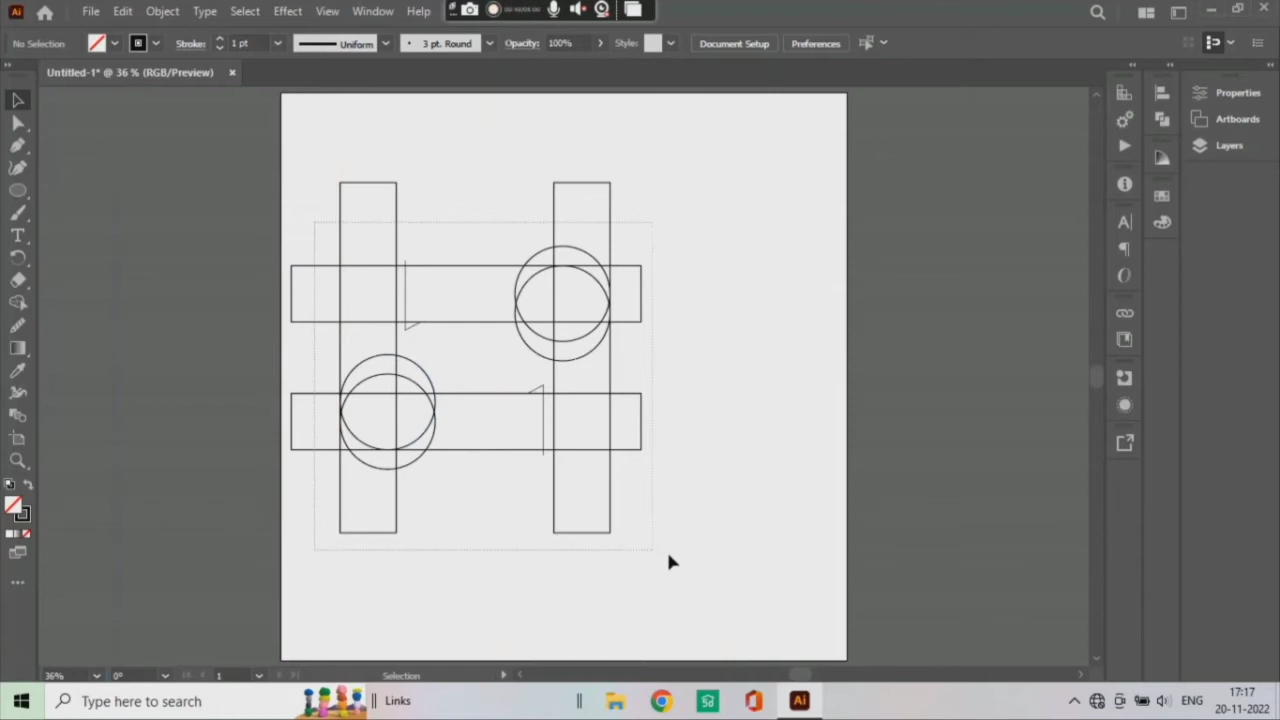 Ai File Edit Object Type Select Effect View Window Help
No Selection Stroke: 1 pt Uniform 3 pt. Round Opacity: 100% Style: Document Setup Preferences
Untitled-1* @ 36 % (RGB/Preview) ×
Properties
Artboards
Layers
36% 0° 1 Selection
Type here to search Links Ai ENG 17:17
20-11-2022